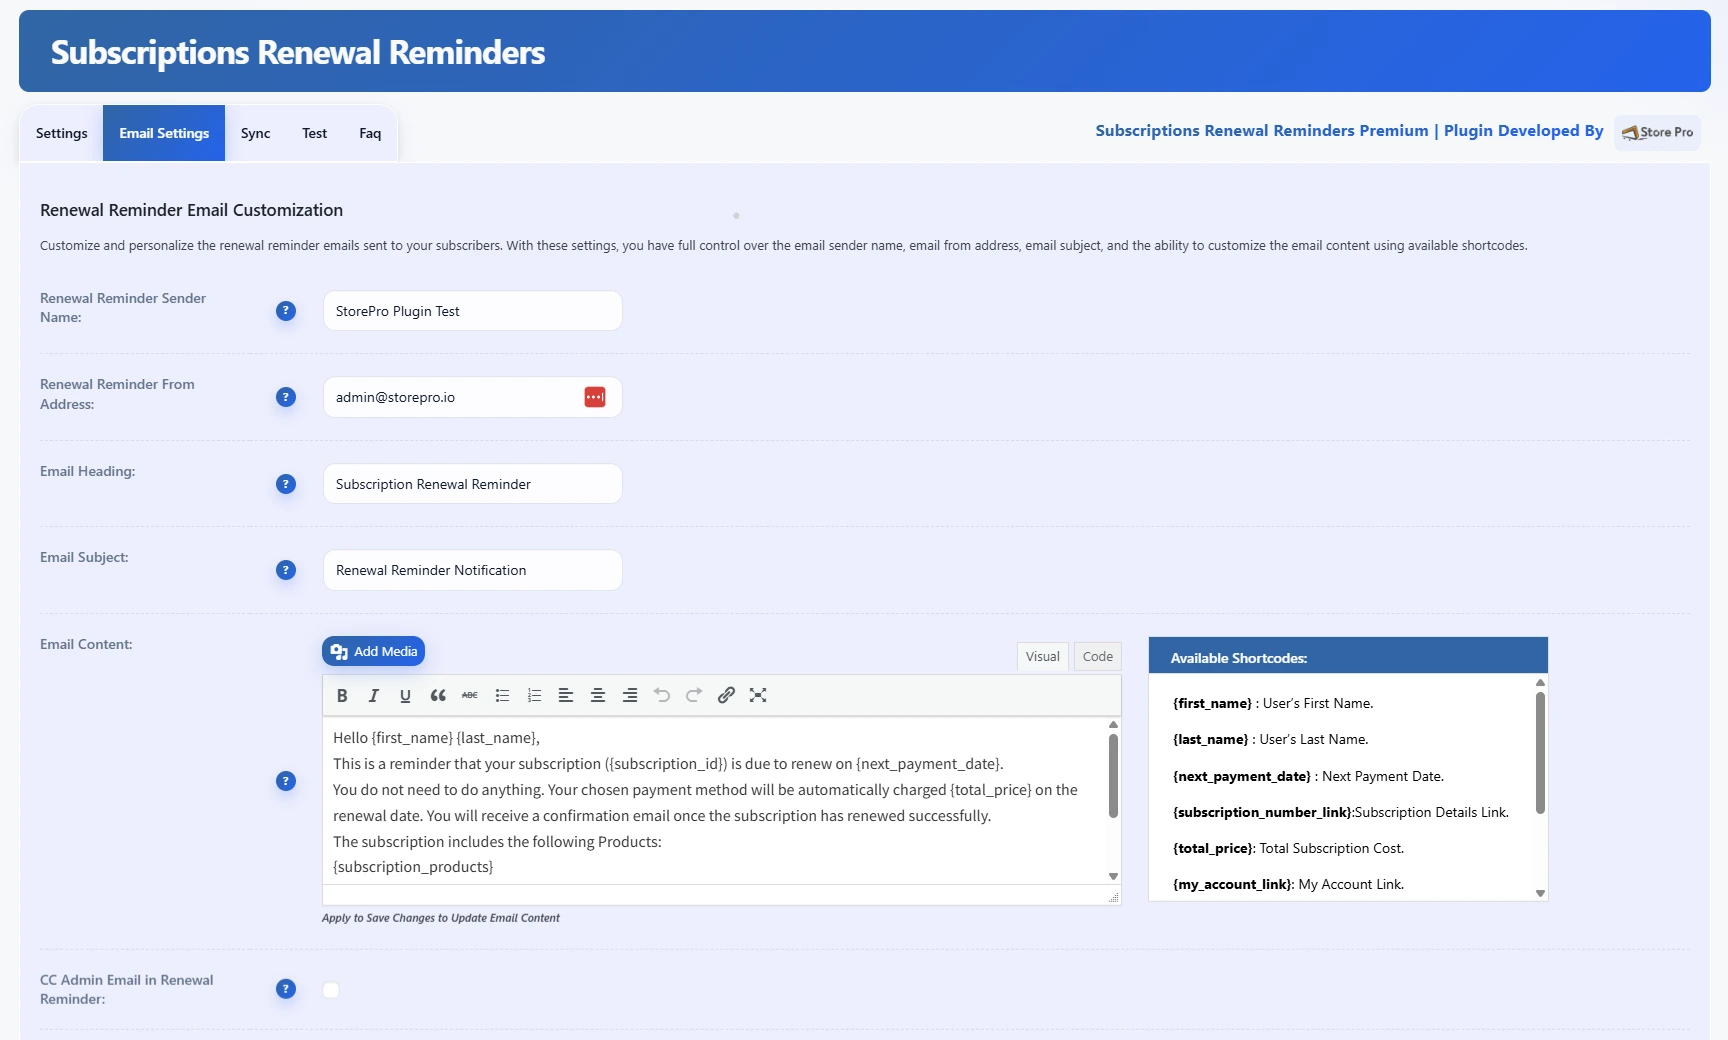 Subscriptions Renewal Reminders
Settings
Email Settings
Sync
Test
Faq
Subscriptions Renewal Reminders Premium | Plugin Developed By
Store Pro
Renewal Reminder Email Customization
Customize and personalize the renewal reminder emails sent to your subscribers. With these settings, you have full control over the email sender name, email from address, email subject, and the ability to customize the email content using available shortcodes.
Renewal Reminder Sender
Name:
?
StorePro Plugin Test
Renewal Reminder From
Address:
?
admin@storepro.io
Email Heading:
?
Subscription Renewal Reminder
Email Subject:
?
Renewal Reminder Notification
Email Content:
?
Add Media
Visual
Code
B I U ABC
Hello {first_name} {last_name},
This is a reminder that your subscription ({subscription_id}) is due to renew on {next_payment_date}.
You do not need to do anything. Your chosen payment method will be automatically charged {total_price} on the
renewal date. You will receive a confirmation email once the subscription has renewed successfully.
The subscription includes the following Products:
{subscription_products}
Apply to Save Changes to Update Email Content
Available Shortcodes:
{first_name} : User's First Name.
{last_name} : User's Last Name.
{next_payment_date} : Next Payment Date.
{subscription_number_link}:Subscription Details Link.
{total_price}: Total Subscription Cost.
{my_account_link}: My Account Link.
CC Admin Email in Renewal
Reminder:
?